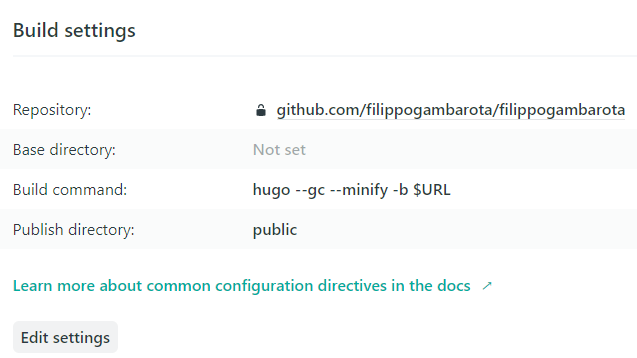 Build settings
Repository: github.com/filippogambarota/filippogambarota
Base directory: Not set
Build command: hugo --gc --minify -b $URL
Publish directory: public
Learn more about common configuration directives in the docs ↗
Edit settings